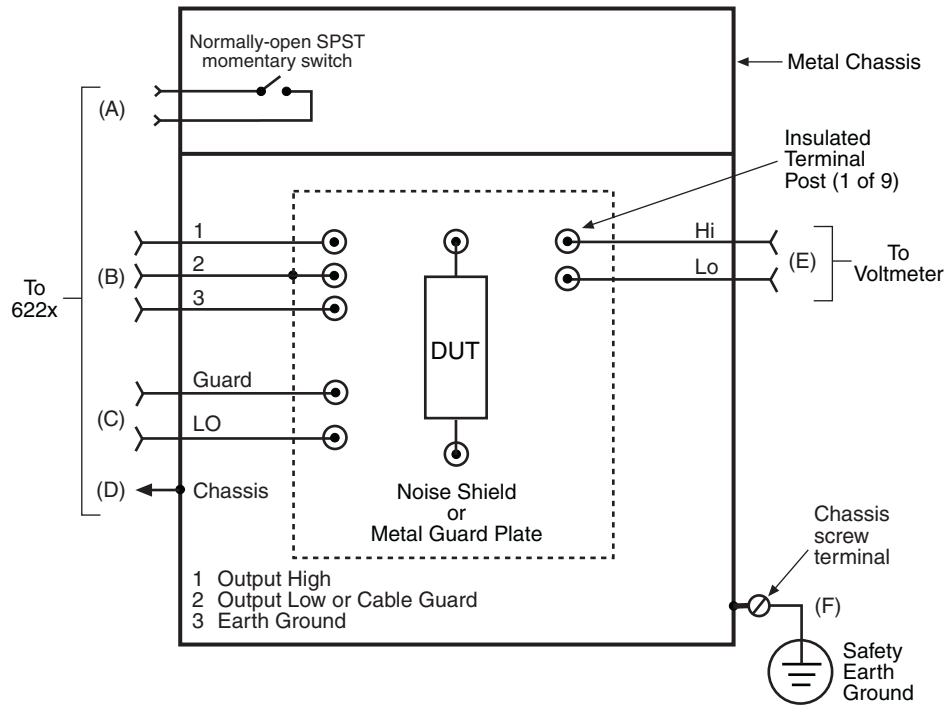 Normally-open SPST
momentary switch
Metal Chassis
(A)
Insulated
Terminal
Post (1 of 9)
1
Hi
(B)
2
Lo
(E)
To
Voltmeter
To
622x
3
DUT
Guard
(C)
LO
(D)
Chassis
Noise Shield
or
Metal Guard Plate
Chassis
screw
terminal
1 Output High
2 Output Low or Cable Guard
3 Earth Ground
(F)
Safety
Earth
Ground